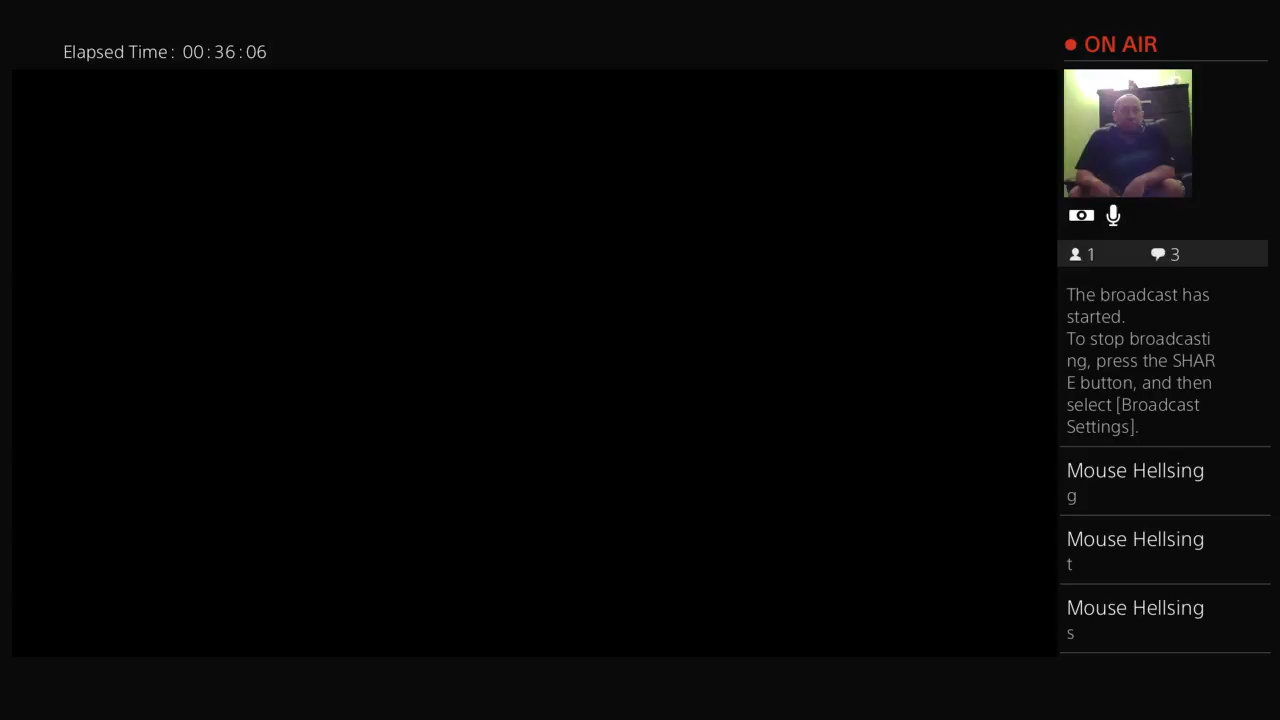 Elapsed Time: 00:36:06
ON AIR
1 3
The broadcast has
started.
To stop broadcasti
ng, press the SHAR
E button, and then
select [Broadcast
Settings].
Mouse Hellsing
g
Mouse Hellsing
t
Mouse Hellsing
s